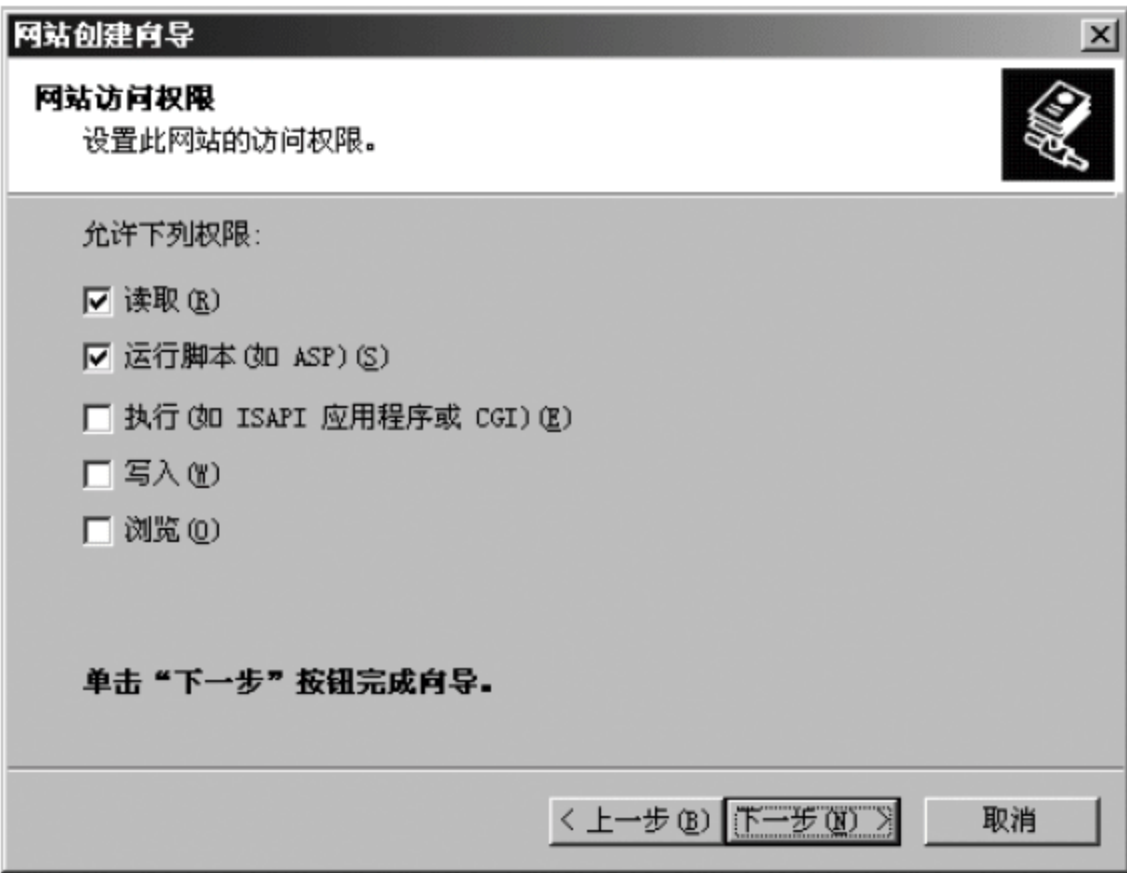 网站创建向导
网站访问权限
设置此网站的访问权限。
允许下列权限:
读取(R)
运行脚本(如 ASP)(S)
执行(如 ISAPI 应用程序或 CGI)(E)
写入(W)
浏览(O)
单击“下一步”按钮完成向导。
< 上一步(B) 下一步(N) > 取消